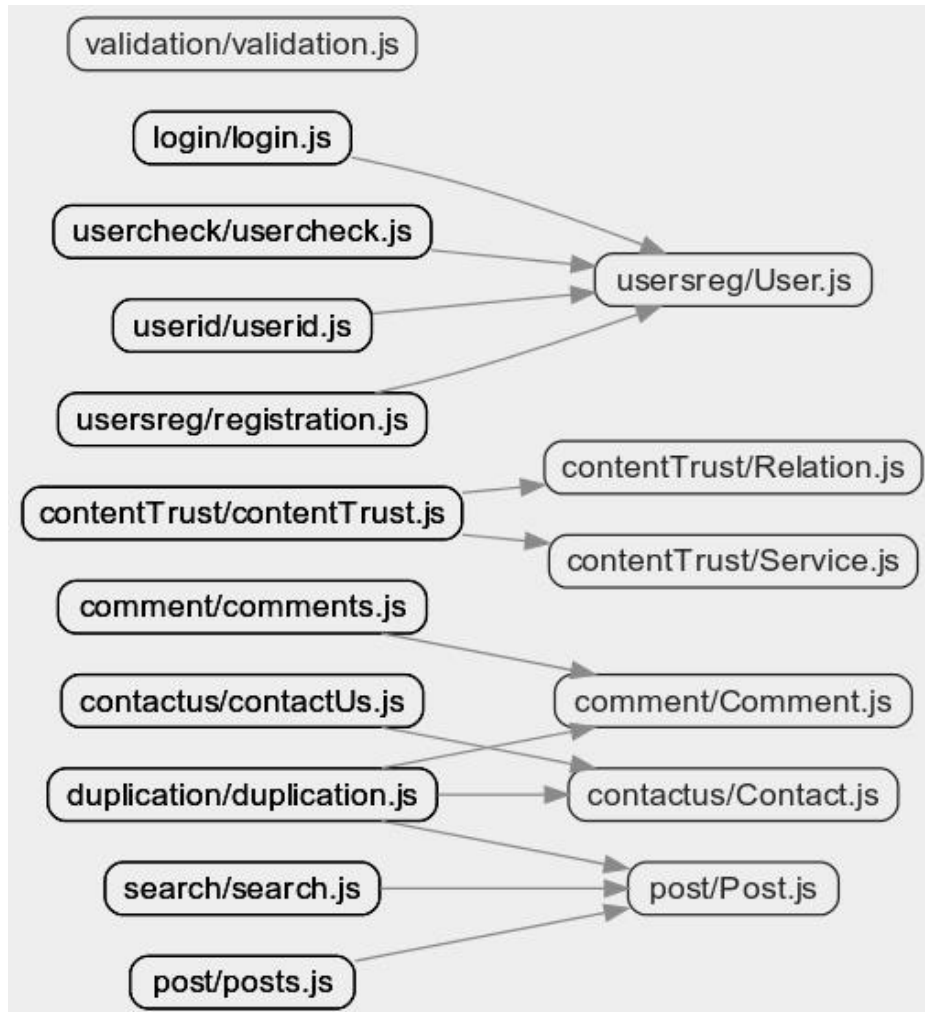 validation/validation.js
login/login.js
usercheck/usercheck.js
usersreg/User.js
userid/userid.js
usersreg/registration.js
contentTrust/Relation.js
contentTrust/contentTrust.js
contentTrust/Service.js
comment/comments.js
contactus/contactUs.js
comment/Comment.js
duplication/duplication.js
contactus/Contact.js
search/search.js
post/Post.js
post/posts.js